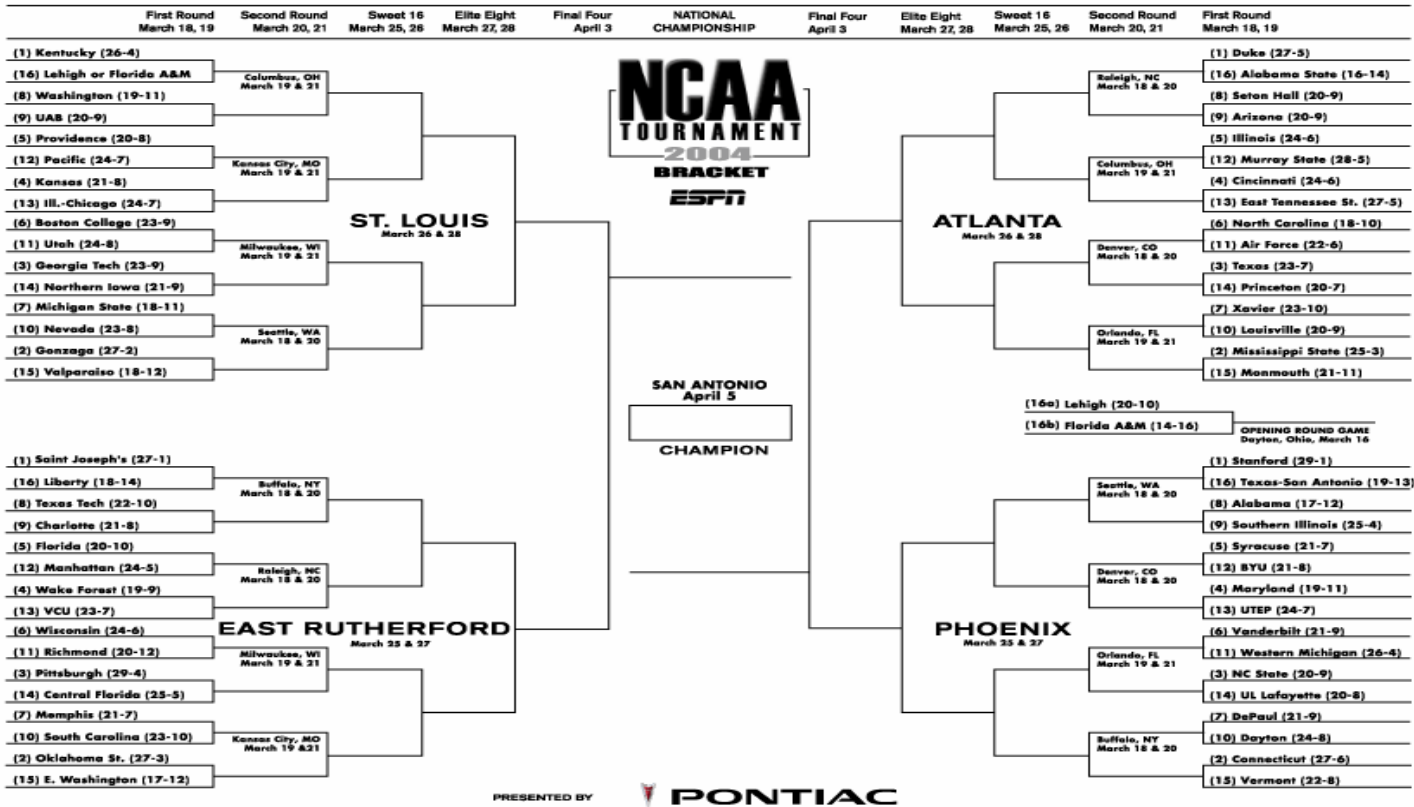 First Round
March 18, 19
Second Round
March 20, 21
Sweet 16
March 25, 26
Elite Eight
March 27, 28
Final Four
April 3
NATIONAL
CHAMPIONSHIP
Final Four
April 3
Elite Eight
March 27, 28
Sweet 16
March 25, 26
Second Round
March 20, 21
First Round
March 18, 19
(1) Kentucky (26-4)
(16) Lehigh or Florida A&M
(8) Washington (19-11)
(9) UAB (20-9)
(5) Providence (20-8)
(12) Pacific (24-7)
(4) Kansas (21-8)
(13) Ill.-Chicago (24-7)
(6) Boston College (23-9)
(11) Utah (24-8)
(3) Georgia Tech (23-9)
(14) Northern Iowa (21-9)
(7) Michigan State (18-11)
(10) Nevada (23-8)
(2) Gonzaga (27-2)
(15) Valparaiso (18-12)
Columbus, OH
March 19 & 21
Kansas City, MO
March 19 & 21
Milwaukee, WI
March 19 & 21
Seattle, WA
March 18 & 20
ST. LOUIS
March 26 & 28
NCAA
TOURNAMENT
2004
BRACKET
ESPN
ATLANTA
March 26 & 28
Raleigh, NC
March 18 & 20
Columbus, OH
March 19 & 21
Denver, CO
March 18 & 20
Orlando, FL
March 19 & 21
(1) Duke (27-5)
(16) Alabama State (16-14)
(8) Seton Hall (20-9)
(9) Arizona (20-9)
(5) Illinois (24-6)
(12) Murray State (28-5)
(4) Cincinnati (24-6)
(13) East Tennessee St. (27-5)
(6) North Carolina (18-10)
(11) Air Force (22-6)
(3) Texas (23-7)
(14) Princeton (20-7)
(7) Xavier (23-10)
(10) Louisville (20-9)
(2) Mississippi State (25-3)
(15) Monmouth (21-11)
SAN ANTONIO
April 5
CHAMPION
(16a) Lehigh (20-10)
(16b) Florida A&M (14-16)
OPENING ROUND GAME
Dayton, Ohio, March 16
(1) Saint Joseph's (27-1)
(16) Liberty (18-14)
(8) Texas Tech (22-10)
(9) Charlotte (21-8)
(5) Florida (20-10)
(12) Manhattan (24-5)
(4) Wake Forest (19-9)
(13) VCU (23-7)
(6) Wisconsin (24-6)
(11) Richmond (20-12)
(3) Pittsburgh (29-4)
(14) Central Florida (25-5)
(7) Memphis (21-7)
(10) South Carolina (23-10)
(2) Oklahoma St. (27-3)
(15) E. Washington (17-12)
Buffalo, NY
March 18 & 20
Raleigh, NC
March 18 & 20
Milwaukee, WI
March 19 & 21
Kansas City, MO
March 19 &21
EAST RUTHERFORD
March 25 & 27
PHOENIX
March 25 & 27
Seattle, WA
March 18 & 20
Denver, CO
March 18 & 20
Orlando, FL
March 19 & 21
Buffalo, NY
March 18 & 20
(1) Stanford (29-1)
(16) Texas-San Antonio (19-13)
(8) Alabama (17-12)
(9) Southern Illinois (25-4)
(5) Syracuse (21-7)
(12) BYU (21-8)
(4) Maryland (19-11)
(13) UTEP (24-7)
(6) Vanderbilt (21-9)
(11) Western Michigan (26-4)
(3) NC State (20-9)
(14) UL Lafayette (20-8)
(7) DePaul (21-9)
(10) Dayton (24-8)
(2) Connecticut (27-6)
(15) Vermont (22-8)
PRESENTED BY PONTIAC